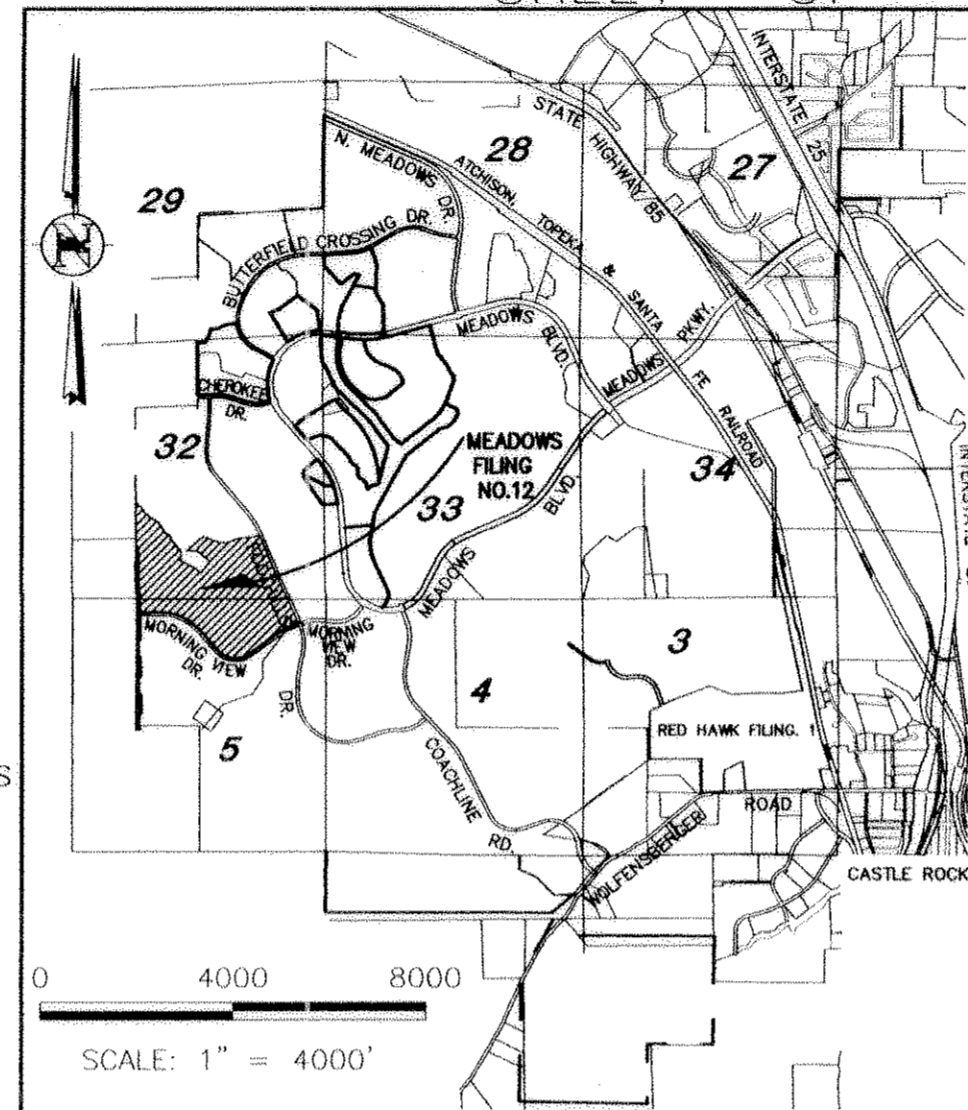 INTERSTATE
25
STATE HIGHWAY 85
27
28
N. MEADOWS DR.
ATCHISON, TOPEKA & SANTA FE RAILROAD
29
BUTTERFIELD CROSSING DR.
MEADOWS BLVD.
MEADOWS PKWY.
CHEROKEE
DR.
32
MEADOWS
FILING
NO.12
33
34
MEADOWS BLVD.
MORNING VIEW
DR.
MORNING
VIEW
DR.
DR.
3
4
5
RED HAWK FILING. 1
COACHLINE
RD.
WOLFENSBERGER
ROAD
CASTLE ROCK
0 4000 8000
SCALE: 1" = 4000'
N
S